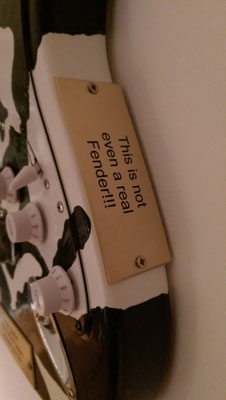 This is not
even a real
Fender!!!